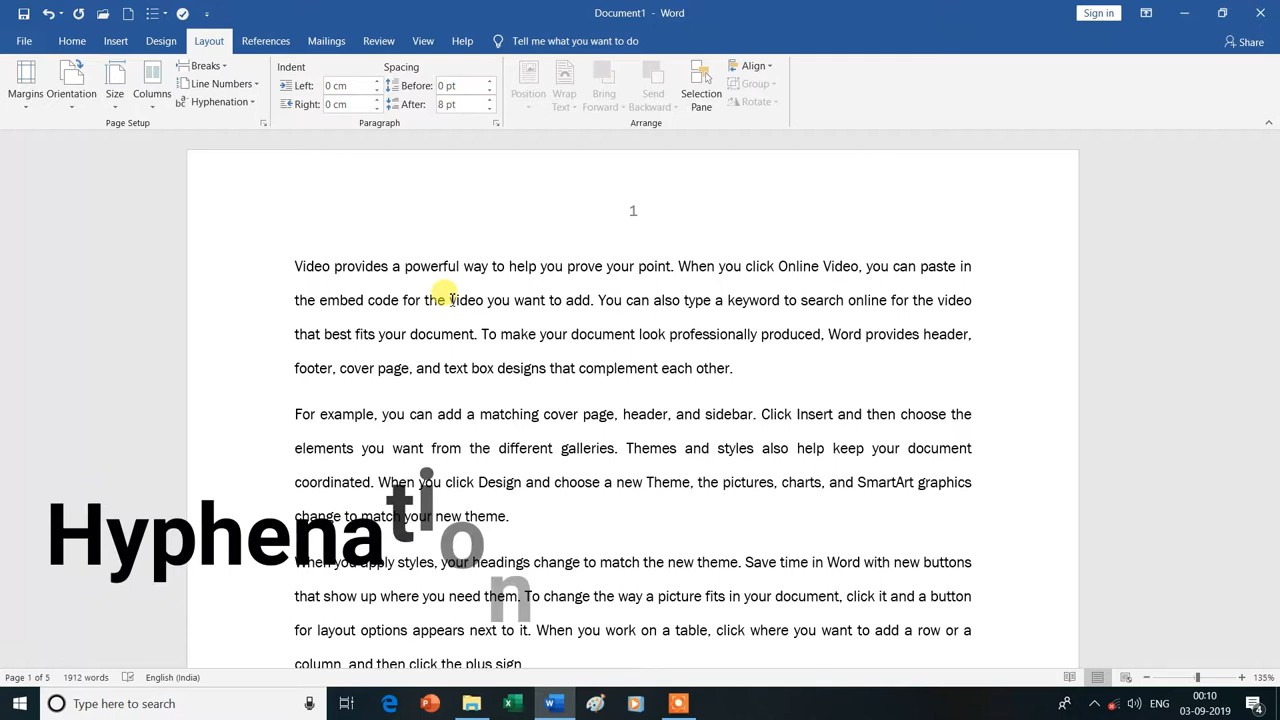 Document1 - Word
Sign in
File Home Insert Design Layout References Mailings Review View Help Tell me what you want to do Share
Margins Orientation Size Columns
Breaks
Line Numbers
Hyphenation
Page Setup
Indent Spacing
Left: 0 cm Before: 0 pt
Right: 0 cm After: 8 pt
Paragraph
Position Wrap Text Bring Forward Send Backward Selection Pane
Align
Group
Rotate
Arrange
1
Video provides a powerful way to help you prove your point. When you click Online Video, you can paste in
the embed code for the video you want to add. You can also type a keyword to search online for the video
that best fits your document. To make your document look professionally produced, Word provides header,
footer, cover page, and text box designs that complement each other.
For example, you can add a matching cover page, header, and sidebar. Click Insert and then choose the
elements you want from the different galleries. Themes and styles also help keep your document
coordinated. When you click Design and choose a new Theme, the pictures, charts, and SmartArt graphics
change to match your new theme.
Hyphenation
When you apply styles, your headings change to match the new theme. Save time in Word with new buttons
that show up where you need them. To change the way a picture fits in your document, click it and a button
for layout options appears next to it. When you work on a table, click where you want to add a row or a
column, and then click the plus sign.
Page 1 of 5 1912 words English (India) 135%
Type here to search
00:10
03-09-2019
4